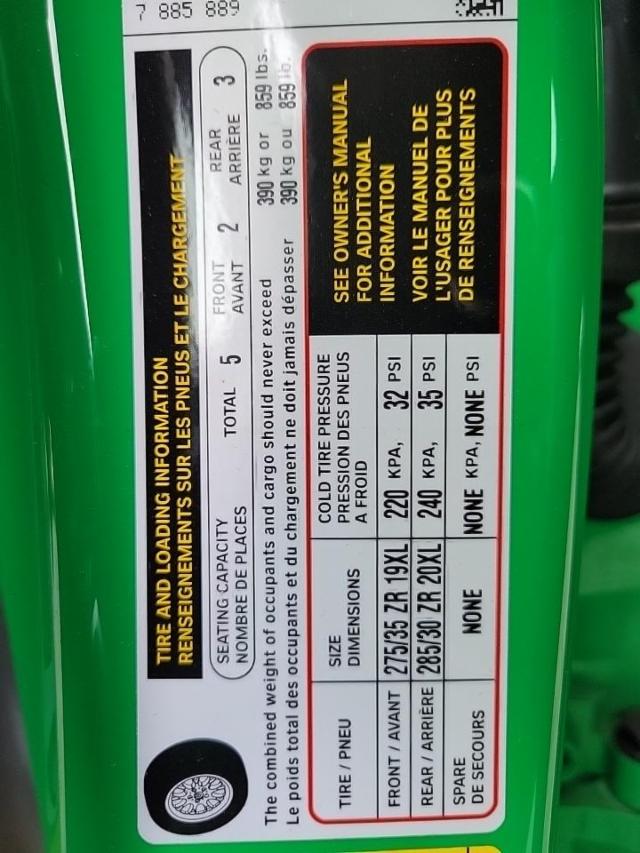 7 885 889
TIRE AND LOADING INFORMATION
RENSEIGNEMENTS SUR LES PNEUS ET LE CHARGEMENT
SEATING CAPACITY TOTAL 5 FRONT 2 REAR 3
NOMBRE DE PLACES AVANT ARRIÈRE
The combined weight of occupants and cargo should never exceed 390 kg or 859 lbs.
Le poids total des occupants et du chargement ne doit jamais dépasser 390 kg ou 859 lb.
TIRE / PNEU
SIZE
DIMENSIONS
COLD TIRE PRESSURE
PRESSION DES PNEUS
A FROID
FRONT / AVANT 275/35 ZR 19XL 220 KPA, 32 PSI
REAR / ARRIÈRE 285/30 ZR 20XL 240 KPA, 35 PSI
SPARE
DE SECOURS
NONE NONE KPA, NONE PSI
SEE OWNER'S MANUAL
FOR ADDITIONAL
INFORMATION
VOIR LE MANUEL DE
L'USAGER POUR PLUS
DE RENSEIGNEMENTS